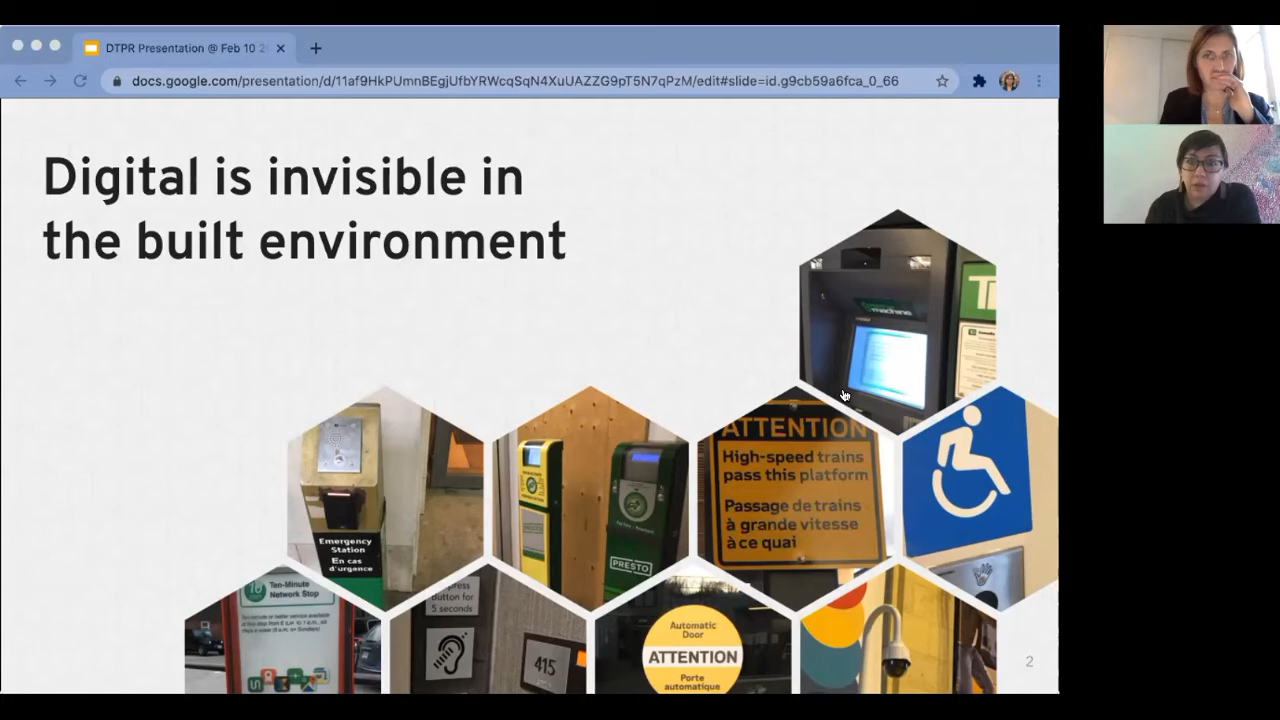 DTPR Presentation @ Feb 10 2
docs.google.com/presentation/d/11af9HkPUmnBEgjUfbYRWcqSqN4XuUAZZG9pT5N7qPzM/edit#slide=id.g9cb59a6fca_0_66
Digital is invisible in
the built environment
machine
ATTENTION
High-speed trains
pass this platform
Passage de trains
à grande vitesse
à ce quai
Emergency
Station
En cas
d'urgence
PRESTO
Ten-Minute
Network Stop
press
button for
5 seconds
415
Automatic
Door
ATTENTION
Porte
automatique
2